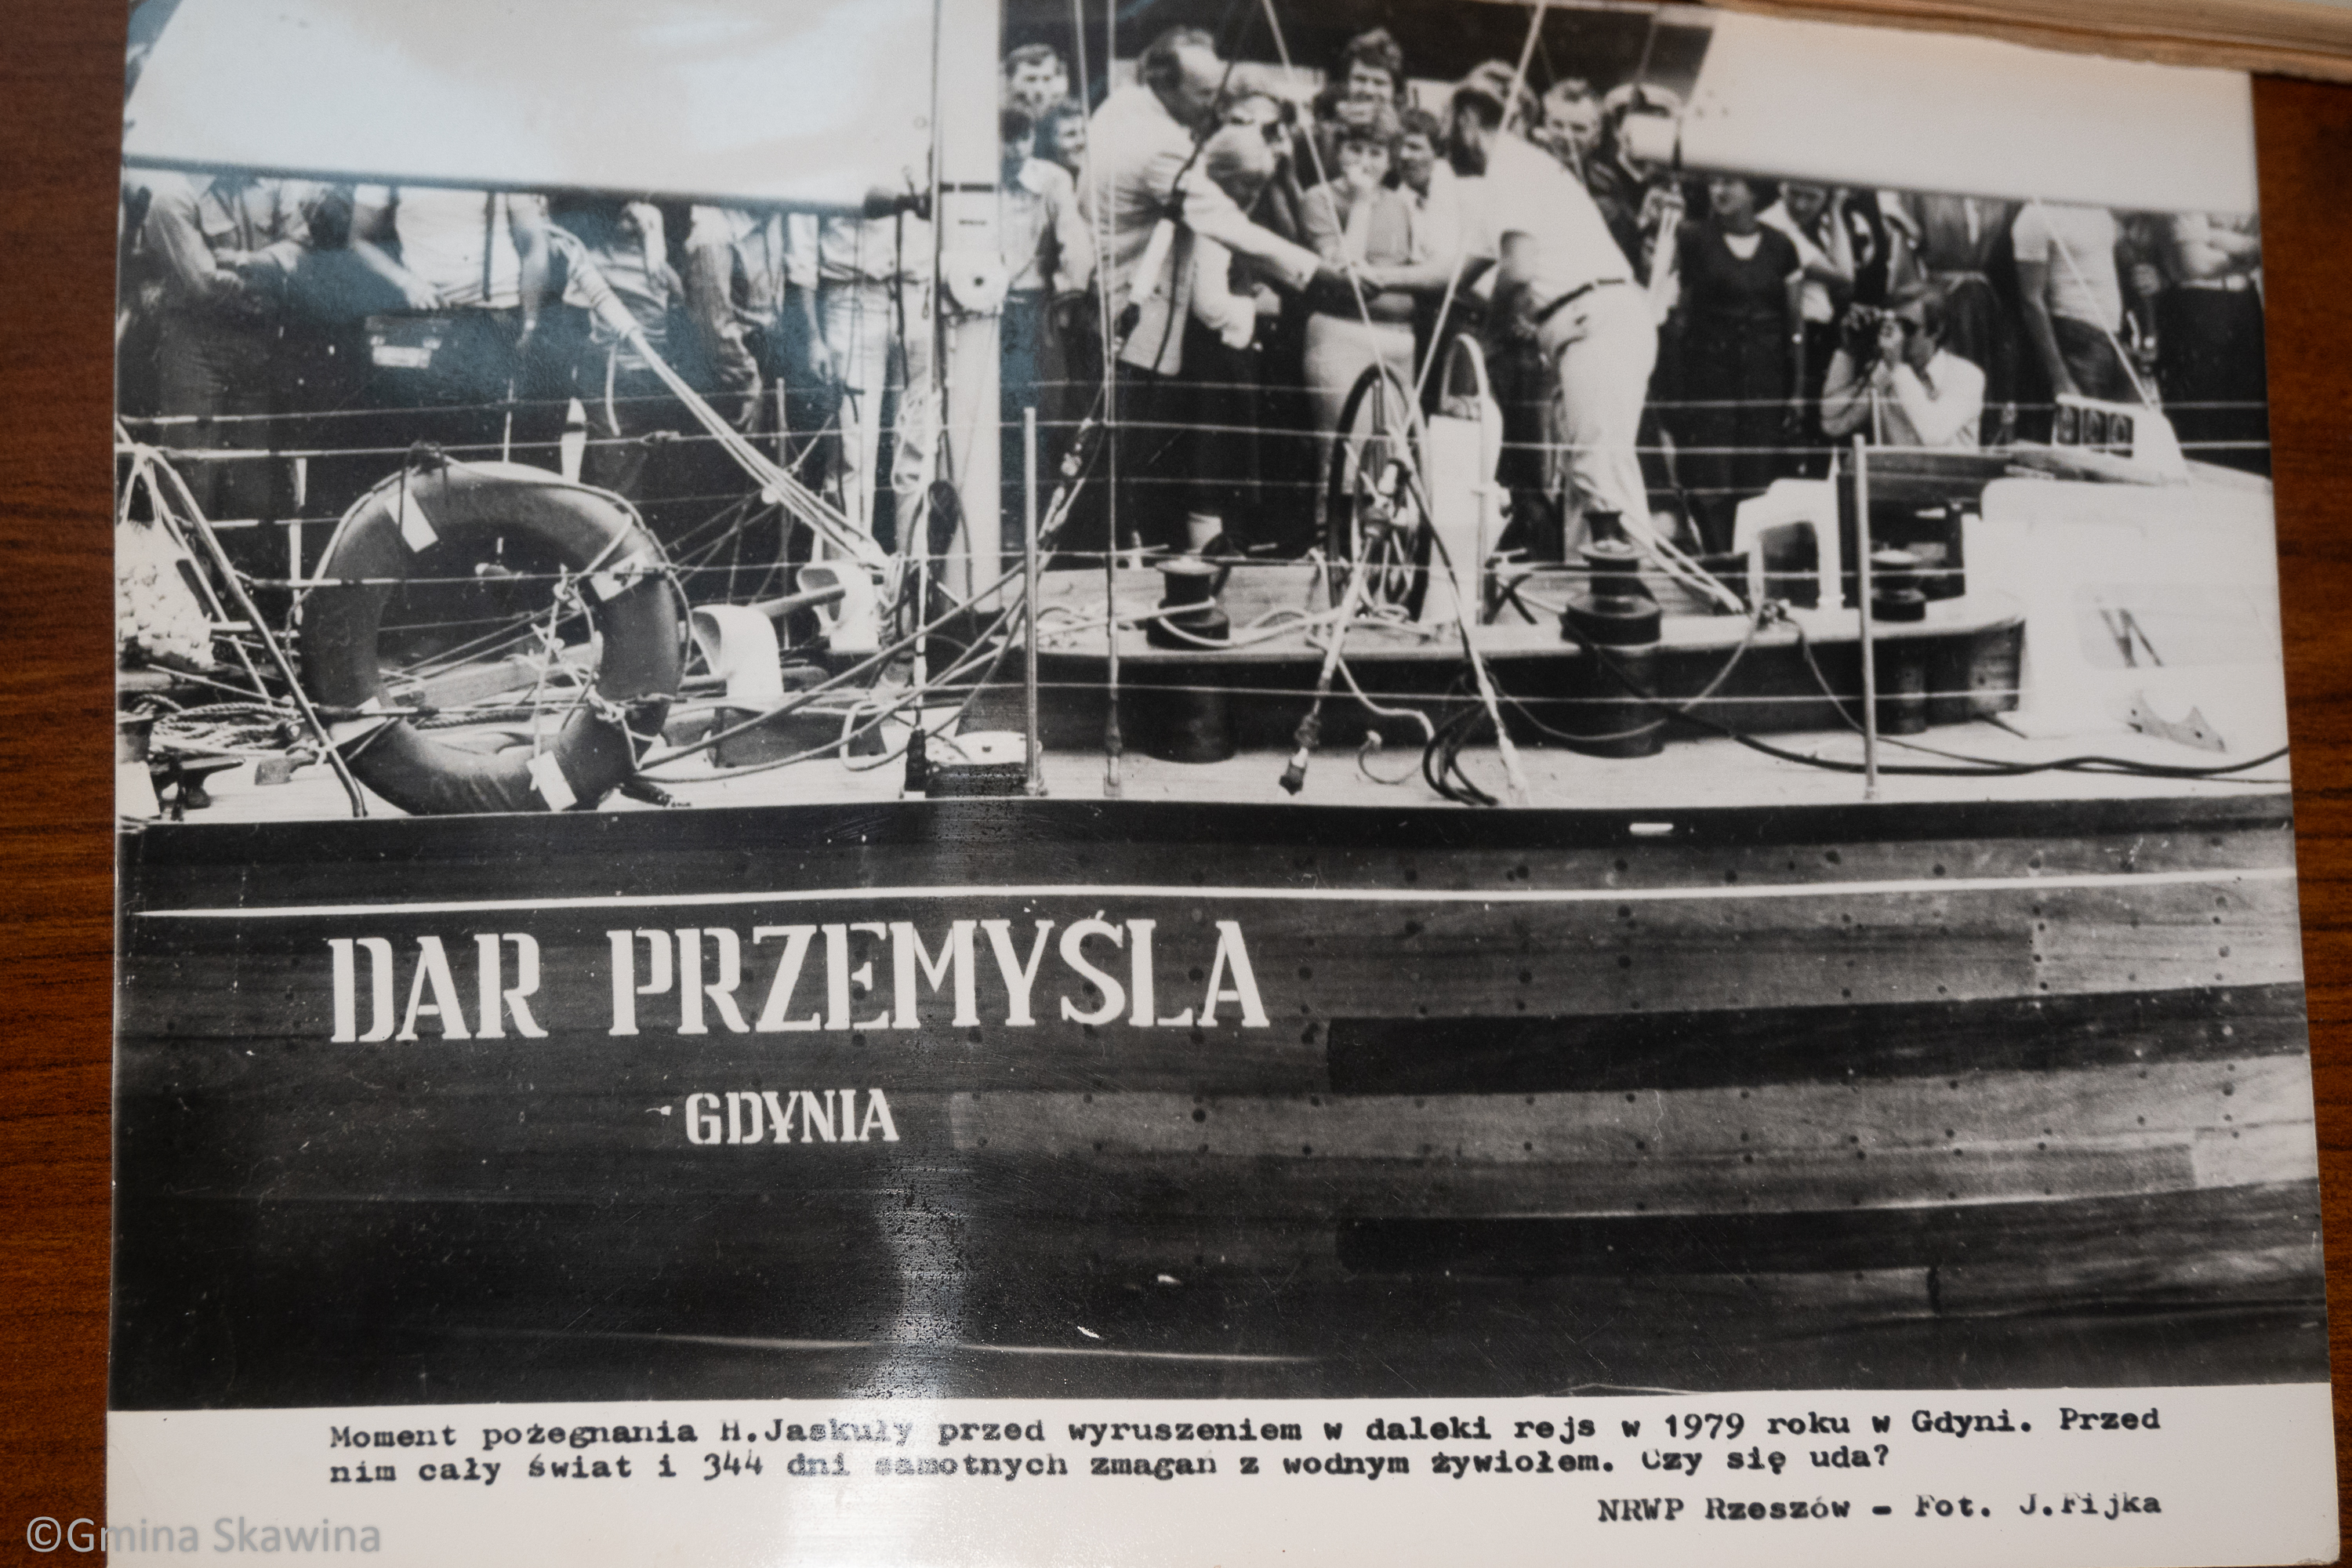 DAR PRZEMYŚLA
GDYNIA
Moment pożegnania H.Jaskuły przed wyruszeniem w daleki rejs w 1979 roku w Gdyni. Przed
nim cały świat i 344 dni samotnych zmagań z wodnym żywiołem. Czy się uda?
NRWP Rzeszów - Fot. J.Fijka
©Gmina Skawina